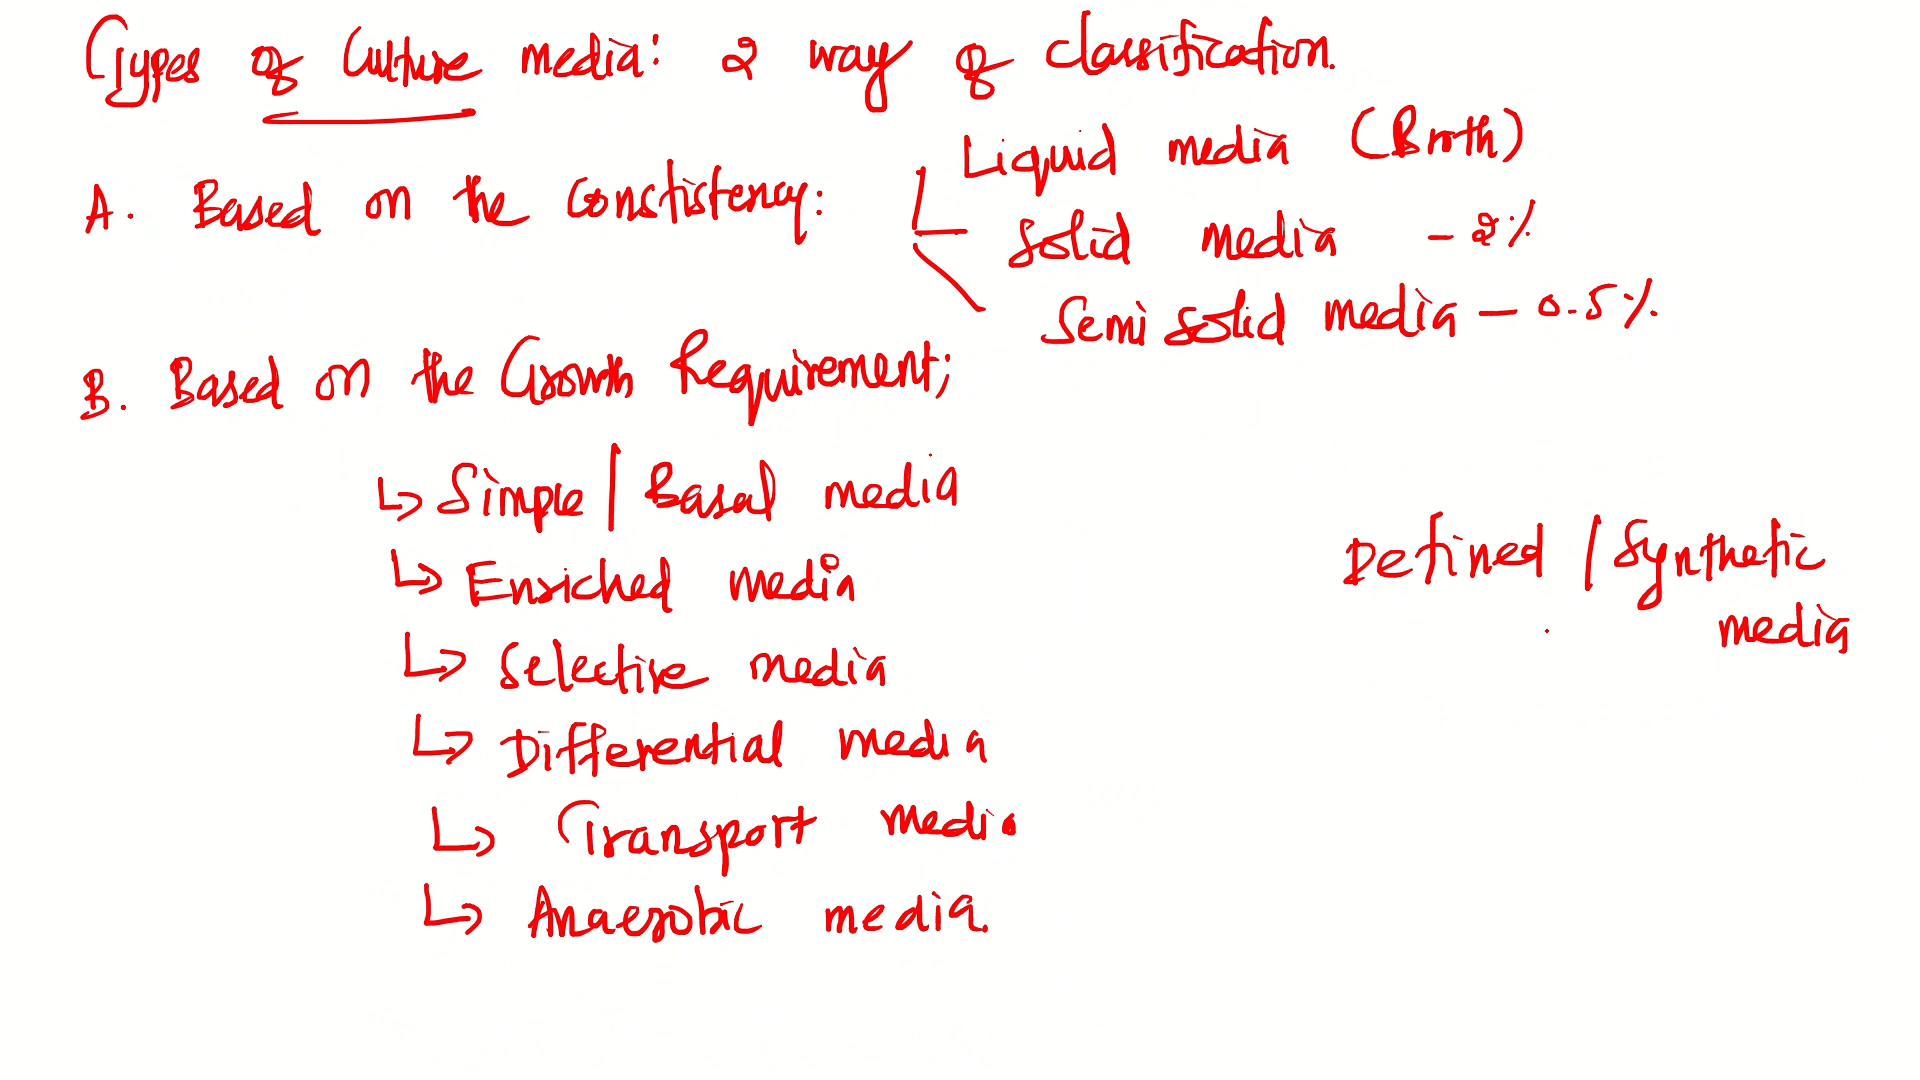 Types of Culture media: 2 way of classification.
A. Based on the constistency:
Liquid media (Broth)
Solid media - 2%
Semi solid media - 0.5%
B. Based on the Growth Requirement;
↳ Simple / Basal media
↳ Enriched media
↳ Selective media
↳ Differential media
↳ Transport media
↳ Anaerobic media.
Defined / Synthetic
media